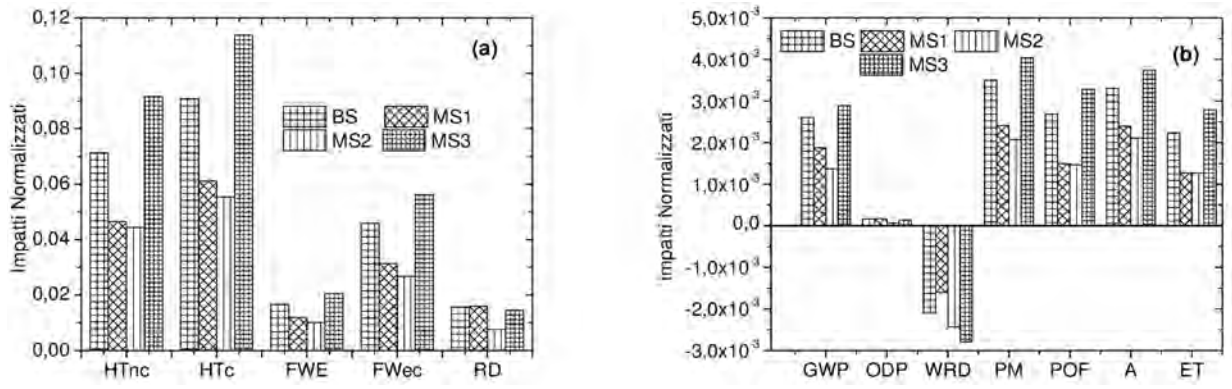 (a)
Impatti Normalizzati
0,12
0,10
0,08
0,06
0,04
0,02
0,00
BS MS1
MS2 MS3
HTnc HTc FWE FWec RD
(b)
Impatti Normalizzati
5,0x10⁻³
4,0x10⁻³
3,0x10⁻³
2,0x10⁻³
1,0x10⁻³
0,0
-1,0x10⁻³
-2,0x10⁻³
-3,0x10⁻³
BS MS1 MS2
MS3
GWP ODP WRD PM POF A ET